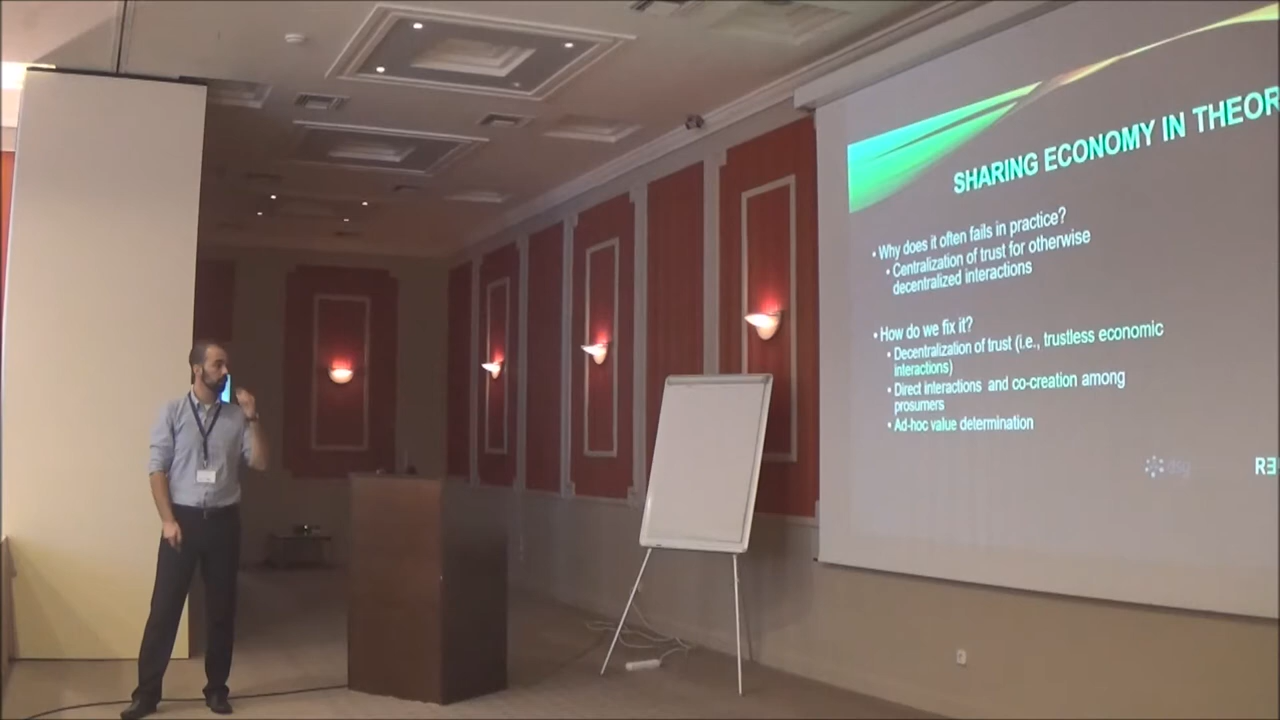 SHARING ECONOMY IN THEOR
• Why does it often fails in practice?
• Centralization of trust for otherwise
decentralized interactions
• How do we fix it?
• Decentralization of trust (i.e., trustless economic
interactions)
• Direct interactions and co-creation among
prosumers
• Ad-hoc value determination
dsg
R3